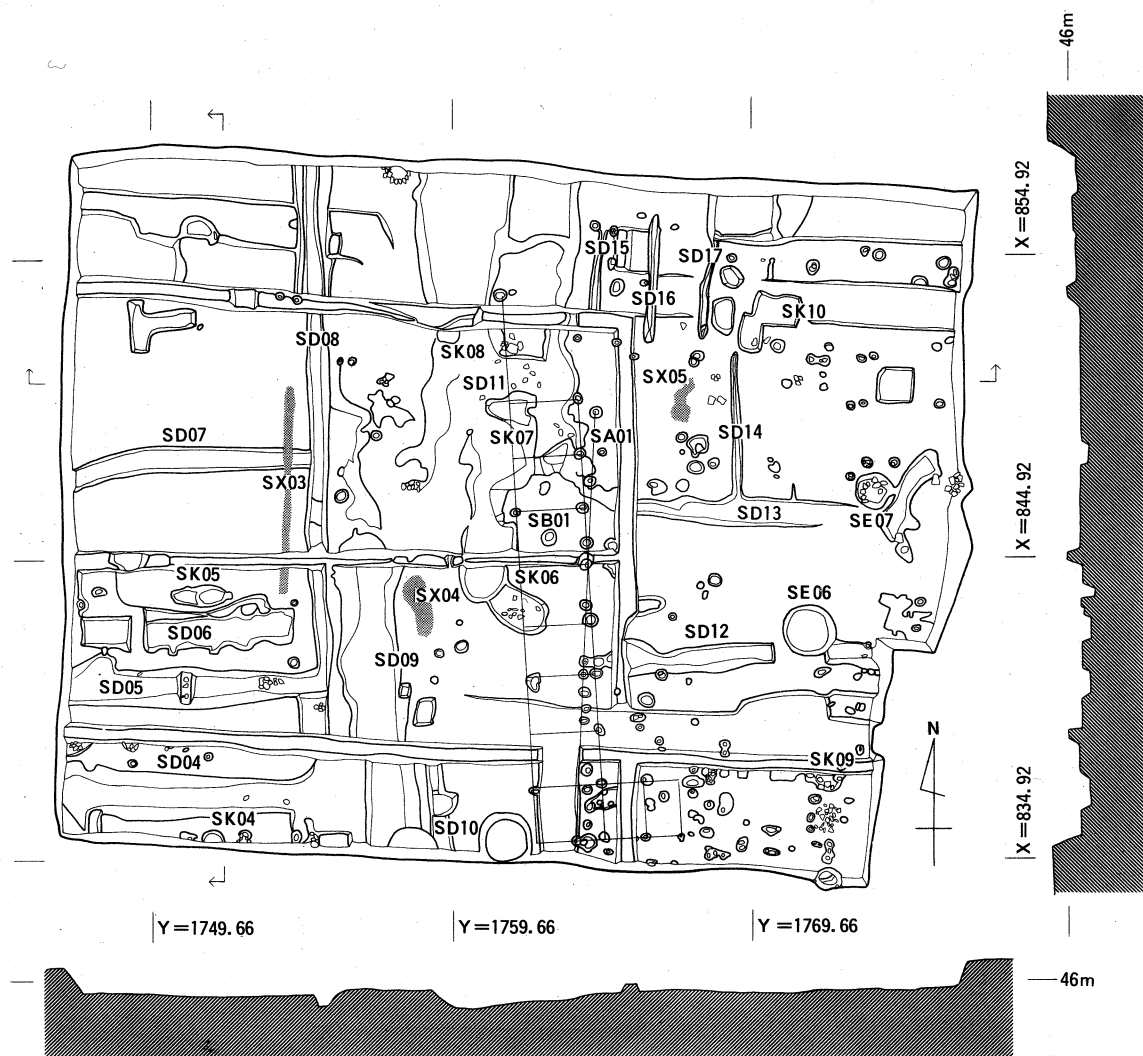 46m
X=854.92
SD15
SD17
SD16
SK10
SD08
SK08
SX05
SD11
SD07
SK07
SA01
SD14
SX03
SB01
SD13
SE07
X=844.92
SK05
SK06
SX04
SE06
SD06
SD12
SD09
SD05
N
SD04
SK09
SK04
SD10
X=834.92
Y=1749.66
Y=1759.66
Y=1769.66
46m